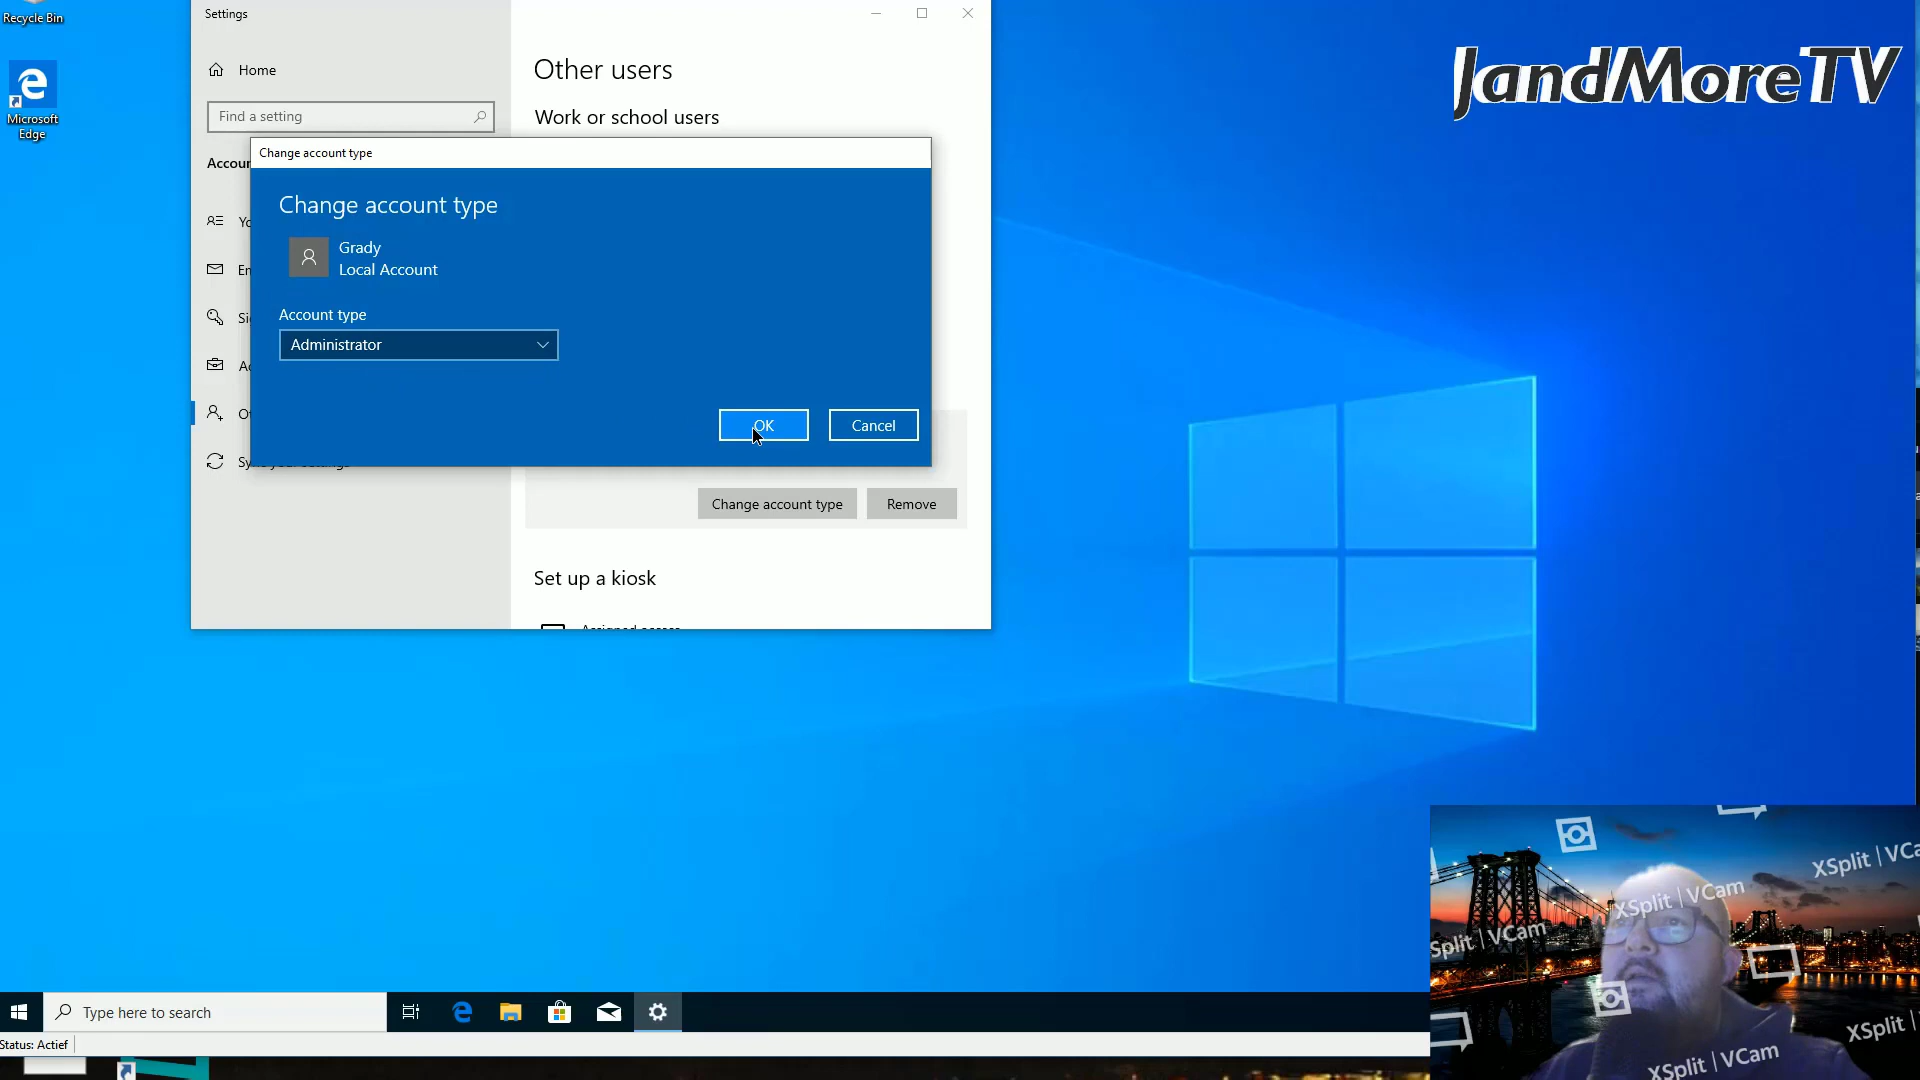 Recycle Bin
Microsoft
Edge
Settings
Home
Find a setting
Other users
Work or school users
Change account type
Change account type
Grady
Local Account
Account type
Administrator
OK
Cancel
Change account type
Remove
Set up a kiosk
JandMoreTV
Type here to search
Status: Actief
XSplit | VCam
XSplit | VCam
XSplit | VCam